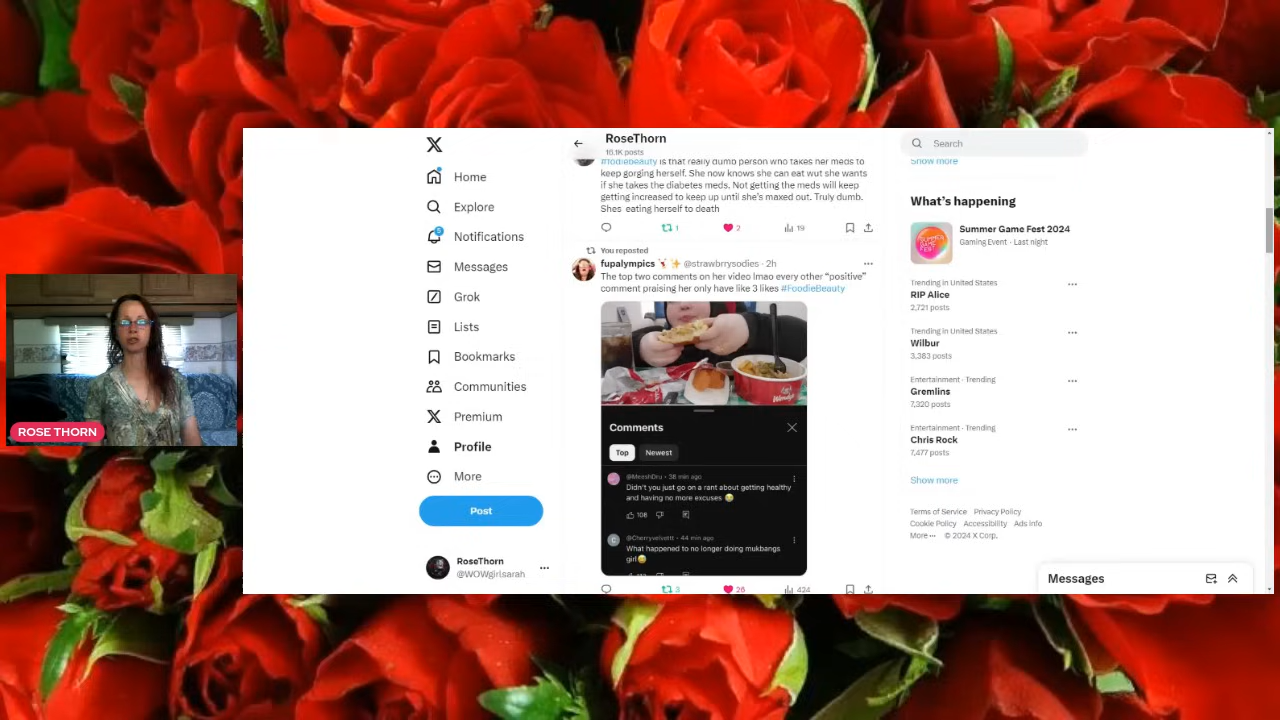 ROSE THORN
Home
Explore
5
Notifications
Messages
Grok
Lists
Bookmarks
Communities
Premium
Profile
More
Post
RoseThorn
@WOWgirlsarah
RoseThorn
16.1K posts
#foodiebeauty is that really dump person who takes her meds to
keep gorging herself. She now knows she can eat wut she wants
if she takes the diabetes meds. Not getting the meds will keep
getting increased to keep up until she's maxed out. Truly dumb.
Shes eating herself to death
1
2
19
You reposted
fupalympics @strawbrrysodies · 2h
The top two comments on her video lmao every other “positive”
comment praising her only have like 3 likes #FoodieBeauty
Wendy's
Comments
Top Newest
@MeeshDru • 38 min ago
Didn't you just go on a rant about getting healthy
and having no more excuses
108
@Cherryvelvettt • 44 min ago
What happened to no longer doing mukbangs
girl
3
26
424
Search
Show more
What's happening
Summer Game Fest 2024
Gaming Event · Last night
Trending in United States
RIP Alice
2,721 posts
Trending in United States
Wilbur
3,383 posts
Entertainment · Trending
Gremlins
7,320 posts
Entertainment · Trending
Chris Rock
7,477 posts
Show more
Terms of Service Privacy Policy
Cookie Policy Accessibility Ads info
More ··· © 2024 X Corp.
Messages